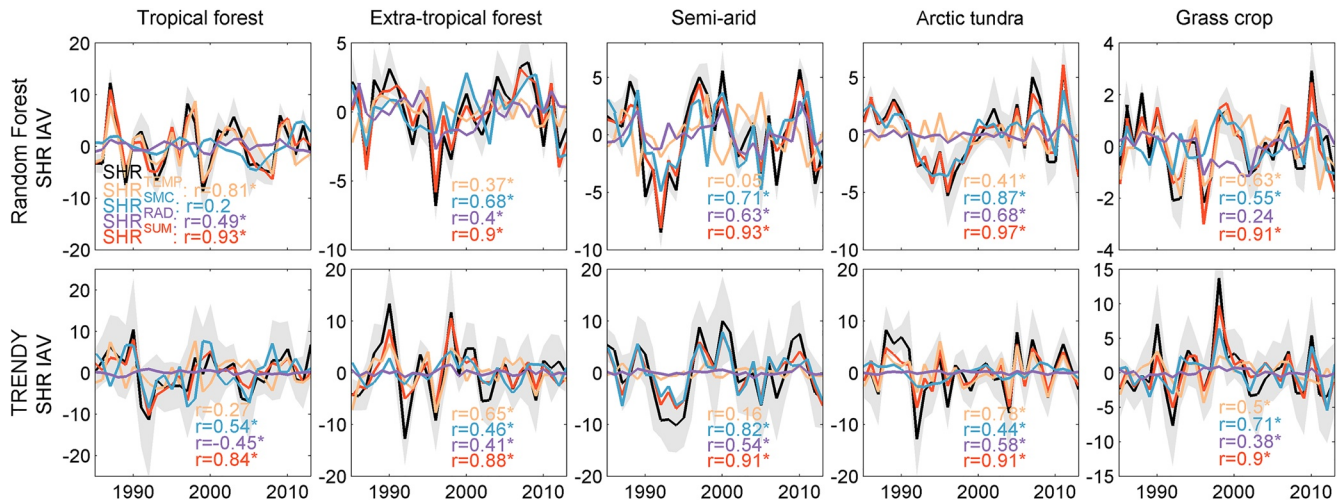 Tropical forest
Extra-tropical forest
Semi-arid
Arctic tundra
Grass crop
Random Forest
SHR IAV
20
10
0
-10
-20
SHR
SHR^TEMP: r=0.81*
SHR^SMC: r=0.2
SHR^RAD: r=0.49*
SHR^SUM: r=0.93*
5
0
-5
-10
r=0.37*
r=0.68*
r=0.4*
r=0.9*
5
0
-5
-10
r=0.05
r=0.71*
r=0.63*
r=0.93*
5
0
-5
-10
r=0.41*
r=0.87*
r=0.68*
r=0.97*
4
2
0
-2
-4
r=0.63*
r=0.55*
r=0.24
r=0.91*
TRENDY
SHR IAV
20
10
0
-10
-20
r=0.27
r=0.54*
r=-0.45*
r=0.84*
1990 2000 2010
20
10
0
-10
-20
r=0.65*
r=0.46*
r=0.41*
r=0.88*
1990 2000 2010
20
10
0
-10
-20
r=0.16
r=0.82*
r=0.54*
r=0.91*
1990 2000 2010
20
10
0
-10
-20
r=0.73*
r=0.44*
r=0.58*
r=0.91*
1990 2000 2010
15
10
5
0
-5
-10
-15
r=0.5*
r=0.71*
r=0.38*
r=0.9*
1990 2000 2010